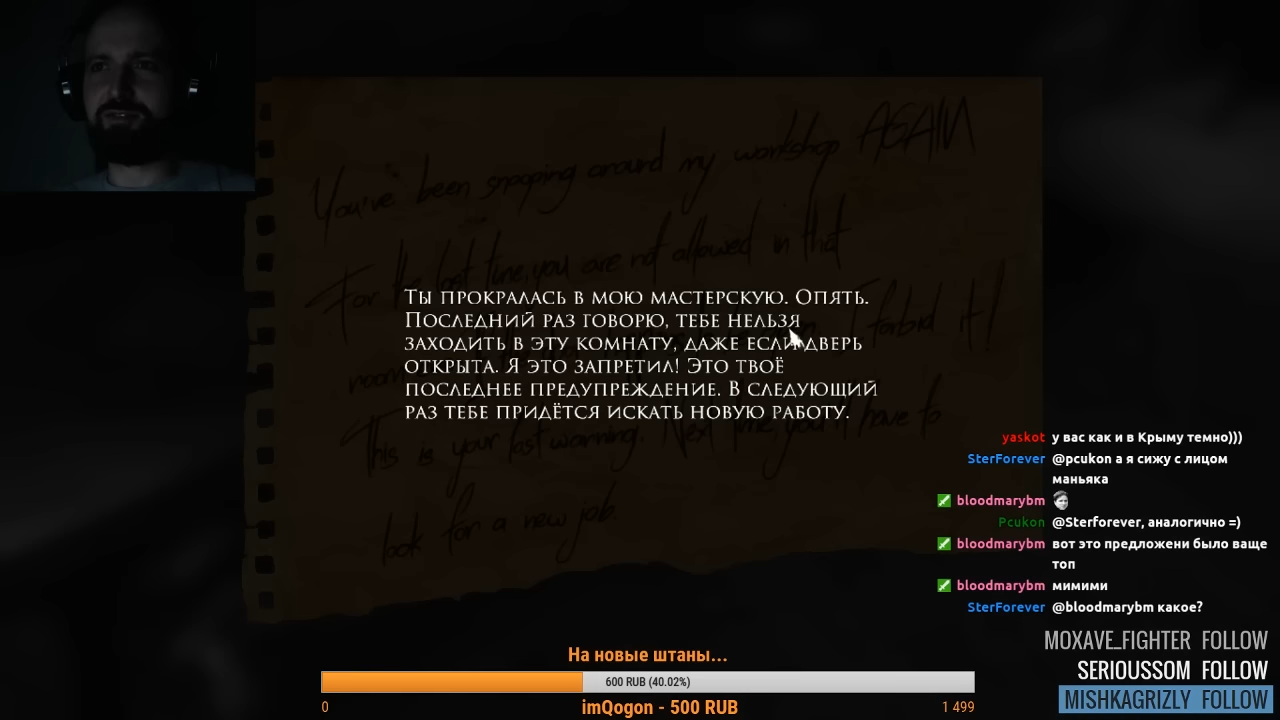 You've been snooping around my workshop AGAIN
For the last time, you are not allowed in that
room I forbid it!
This is your last warning. Next time, you'll have to
look for a new job.
Ты прокралась в мою мастерскую. Опять.
Последний раз говорю, тебе нельзя
заходить в эту комнату, даже если дверь
открыта. Я это запретил! Это твоё
последнее предупреждение. В следующий
раз тебе придётся искать новую работу.
yaskot у вас как и в Крыму темно)))
SterForever @pcukon а я сижу с лицом
маньяка
bloodmarybm
Pcukon @Sterforever, аналогично =)
bloodmarybm вот это предложени было ваще
топ
bloodmarybm мимими
SterForever @bloodmarybm какое?
MOXAVE_FIGHTER FOLLOW
SERIOUSSOM FOLLOW
MISHKAGRIZLY FOLLOW
На новые штаны...
600 RUB (40.02%)
0 imQogon - 500 RUB 1 499